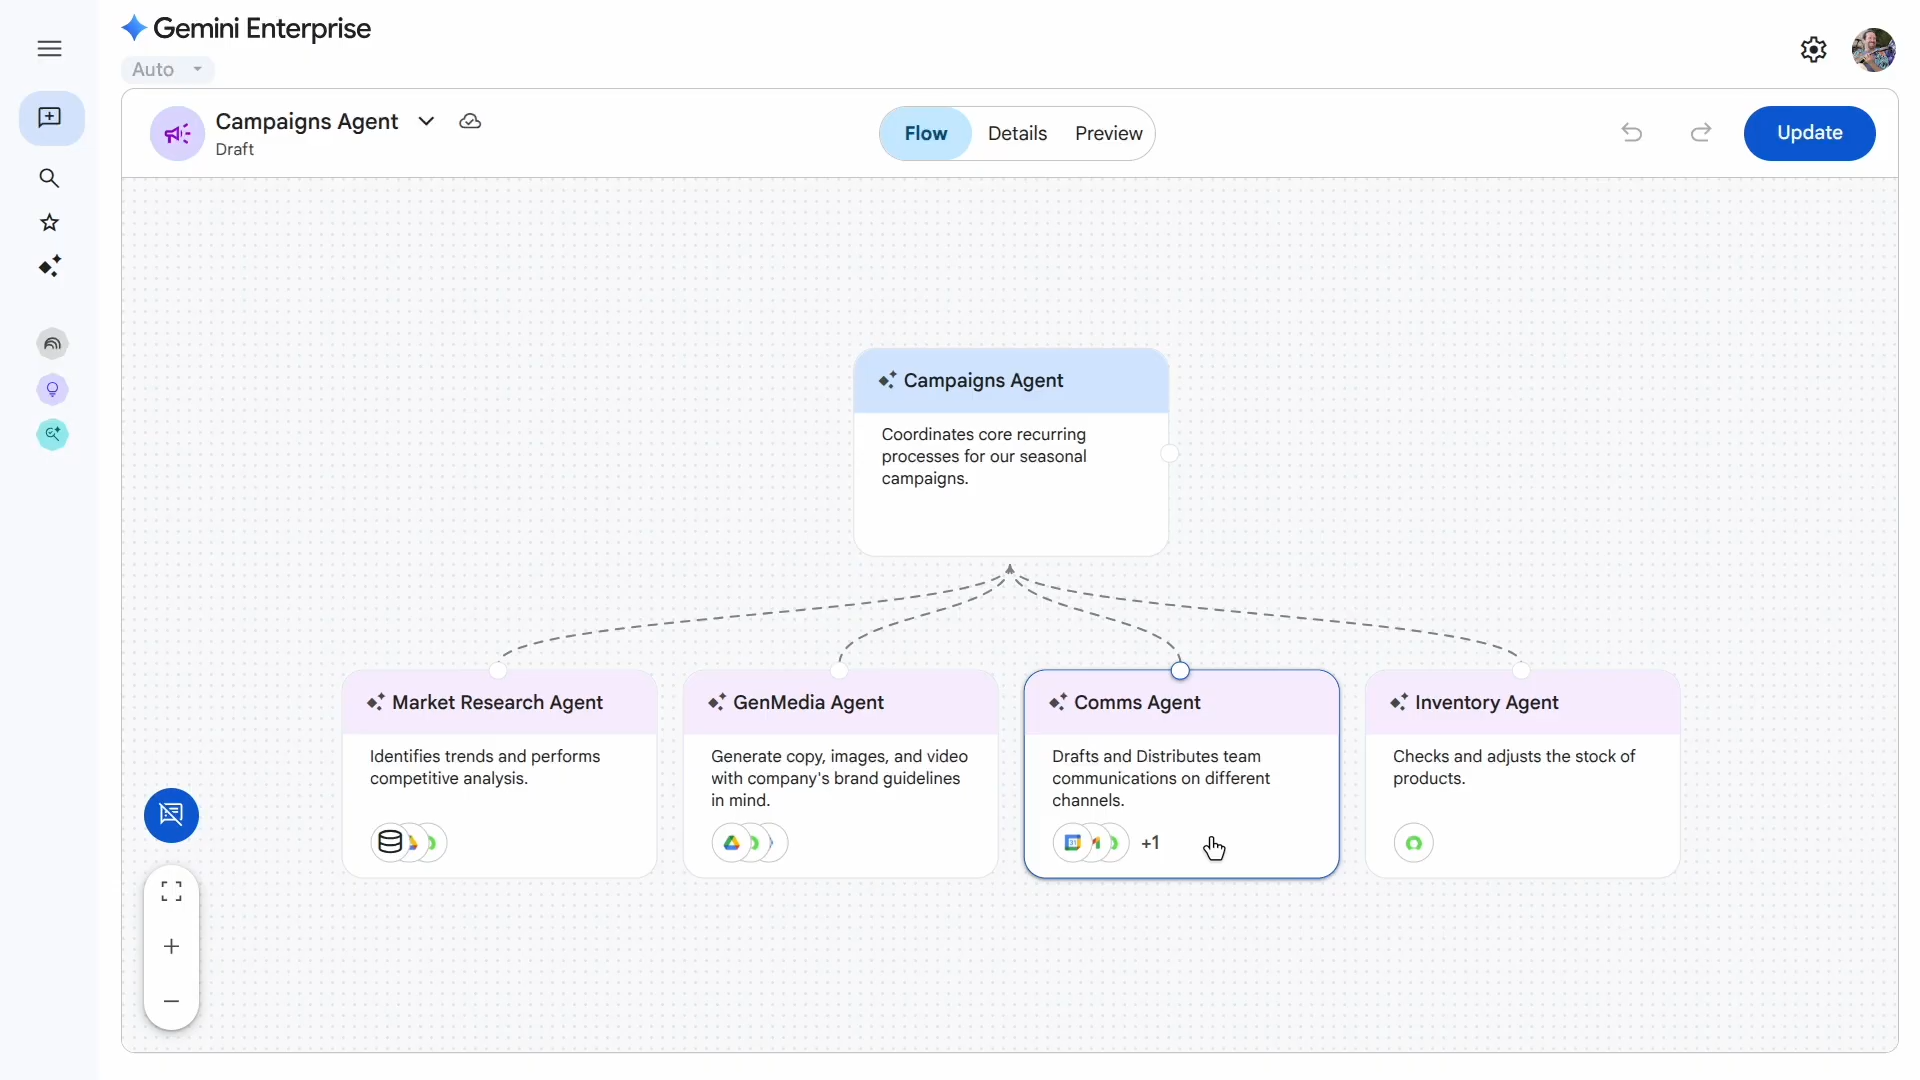 Gemini Enterprise
Auto
Campaigns Agent
Draft
Flow
Details
Preview
Update
Campaigns Agent
Coordinates core recurring
processes for our seasonal
campaigns.
Market Research Agent
Identifies trends and performs
competitive analysis.
GenMedia Agent
Generate copy, images, and video
with company's brand guidelines
in mind.
Comms Agent
Drafts and Distributes team
communications on different
channels.
31
+1
Inventory Agent
Checks and adjusts the stock of
products.